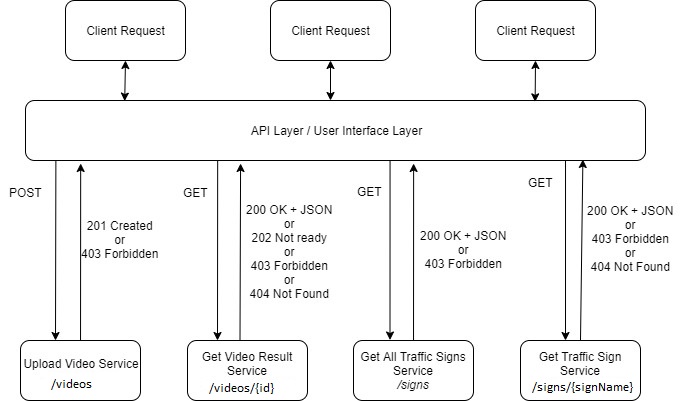 Client Request
Client Request
Client Request
API Layer / User Interface Layer
POST
201 Created
or
403 Forbidden
GET
200 OK + JSON
or
202 Not ready
or
403 Forbidden
or
404 Not Found
GET
200 OK + JSON
or
403 Forbidden
GET
200 OK + JSON
or
403 Forbidden
or
404 Not Found
Upload Video Service
/videos
Get Video Result
Service
/videos/{id}
Get All Traffic Signs
Service
/signs
Get Traffic Sign
Service
/signs/{signName}